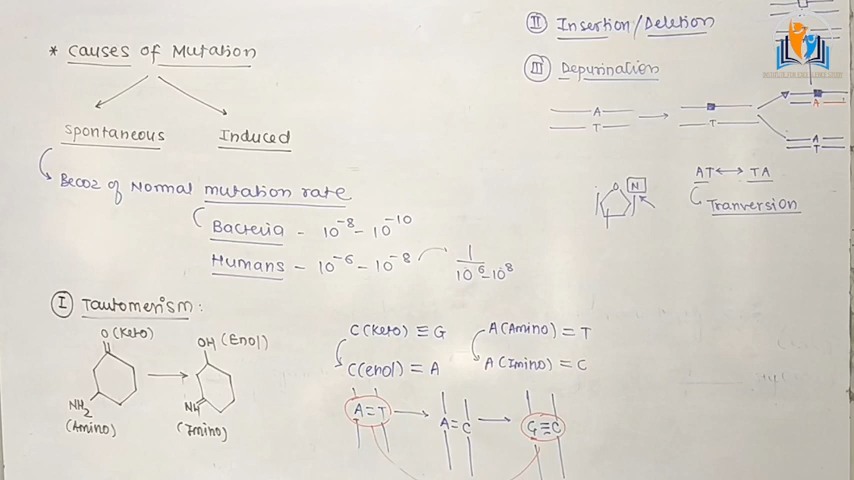 * Causes of Mutation
Spontaneous
Induced
Becoz of Normal mutation rate
Bacteria - 10⁻⁸ - 10⁻¹⁰
Humans - 10⁻⁶ - 10⁻⁸
1
10⁶-10⁸
I Tautomerism:
O(Keto)
NH₂
(Amino)
OH (Enol)
NH
(Imino)
C(Keto) ≡ G
C(enol) = A
A(Amino) = T
A(Imino) = C
A=T
A=C
G≡C
II Insertion/Deletion
III Depurination
A
T
T
A
A
T
O N
AT ↔ TA
Tranversion